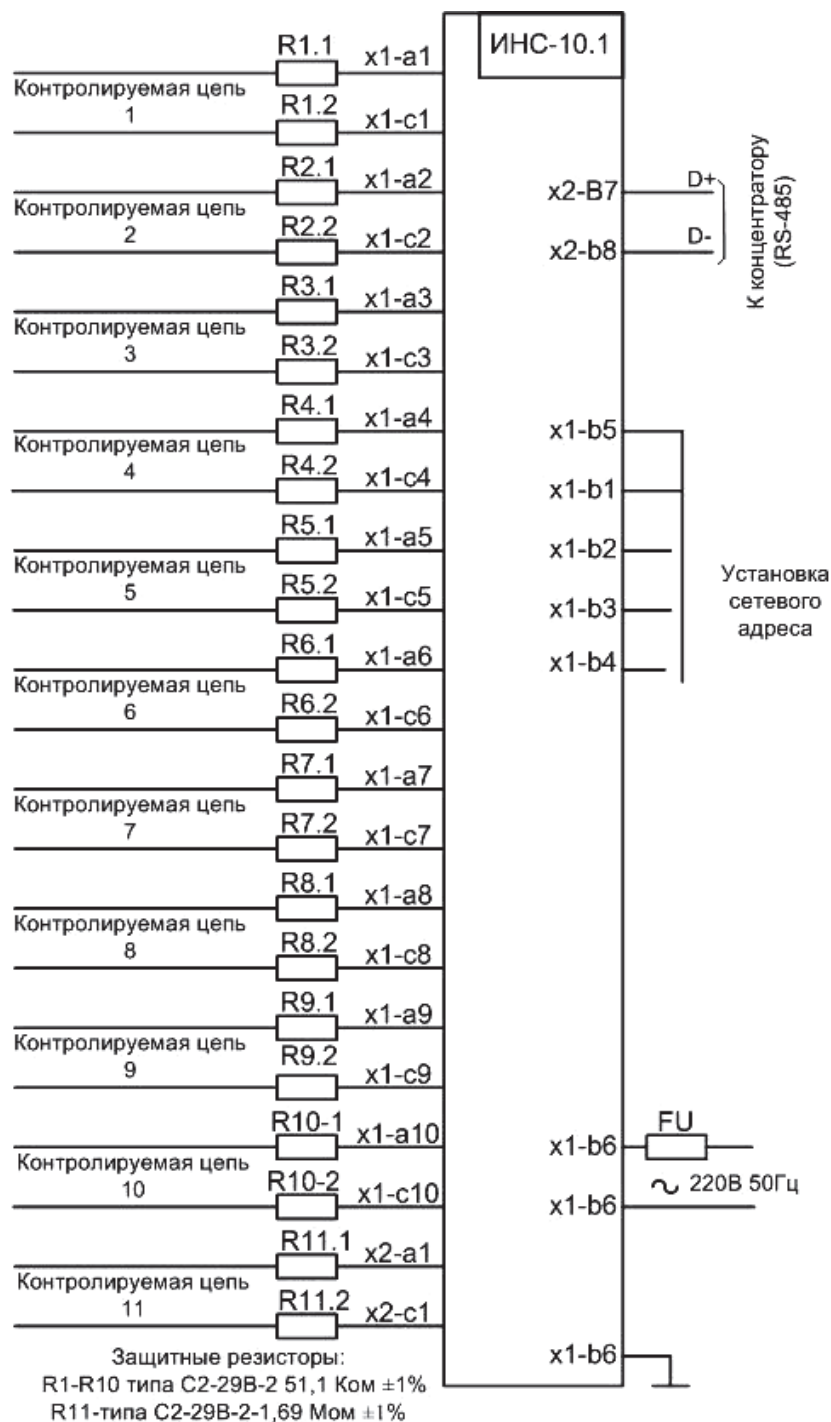 ИНС-10.1
R1.1
x1-a1
Контролируемая цепь
1
R1.2
x1-c1
R2.1
x1-a2
Контролируемая цепь
2
R2.2
x1-c2
R3.1
x1-a3
Контролируемая цепь
3
R3.2
x1-c3
R4.1
x1-a4
Контролируемая цепь
4
R4.2
x1-c4
R5.1
x1-a5
Контролируемая цепь
5
R5.2
x1-c5
R6.1
x1-a6
Контролируемая цепь
6
R6.2
x1-c6
R7.1
x1-a7
Контролируемая цепь
7
R7.2
x1-c7
R8.1
x1-a8
Контролируемая цепь
8
R8.2
x1-c8
R9.1
x1-a9
Контролируемая цепь
9
R9.2
x1-c9
R10-1
x1-a10
Контролируемая цепь
10
R10-2
x1-c10
R11.1
x2-a1
Контролируемая цепь
11
R11.2
x2-c1
x2-B7
D+
x2-b8
D-
К концентратору
(RS-485)
x1-b5
x1-b1
x1-b2
x1-b3
x1-b4
Установка
сетевого
адреса
x1-b6
FU
~ 220В 50Гц
x1-b6
x1-b6
Защитные резисторы:
R1-R10 типа С2-29В-2 51,1 Ком ±1%
R11-типа С2-29В-2-1,69 Мом ±1%